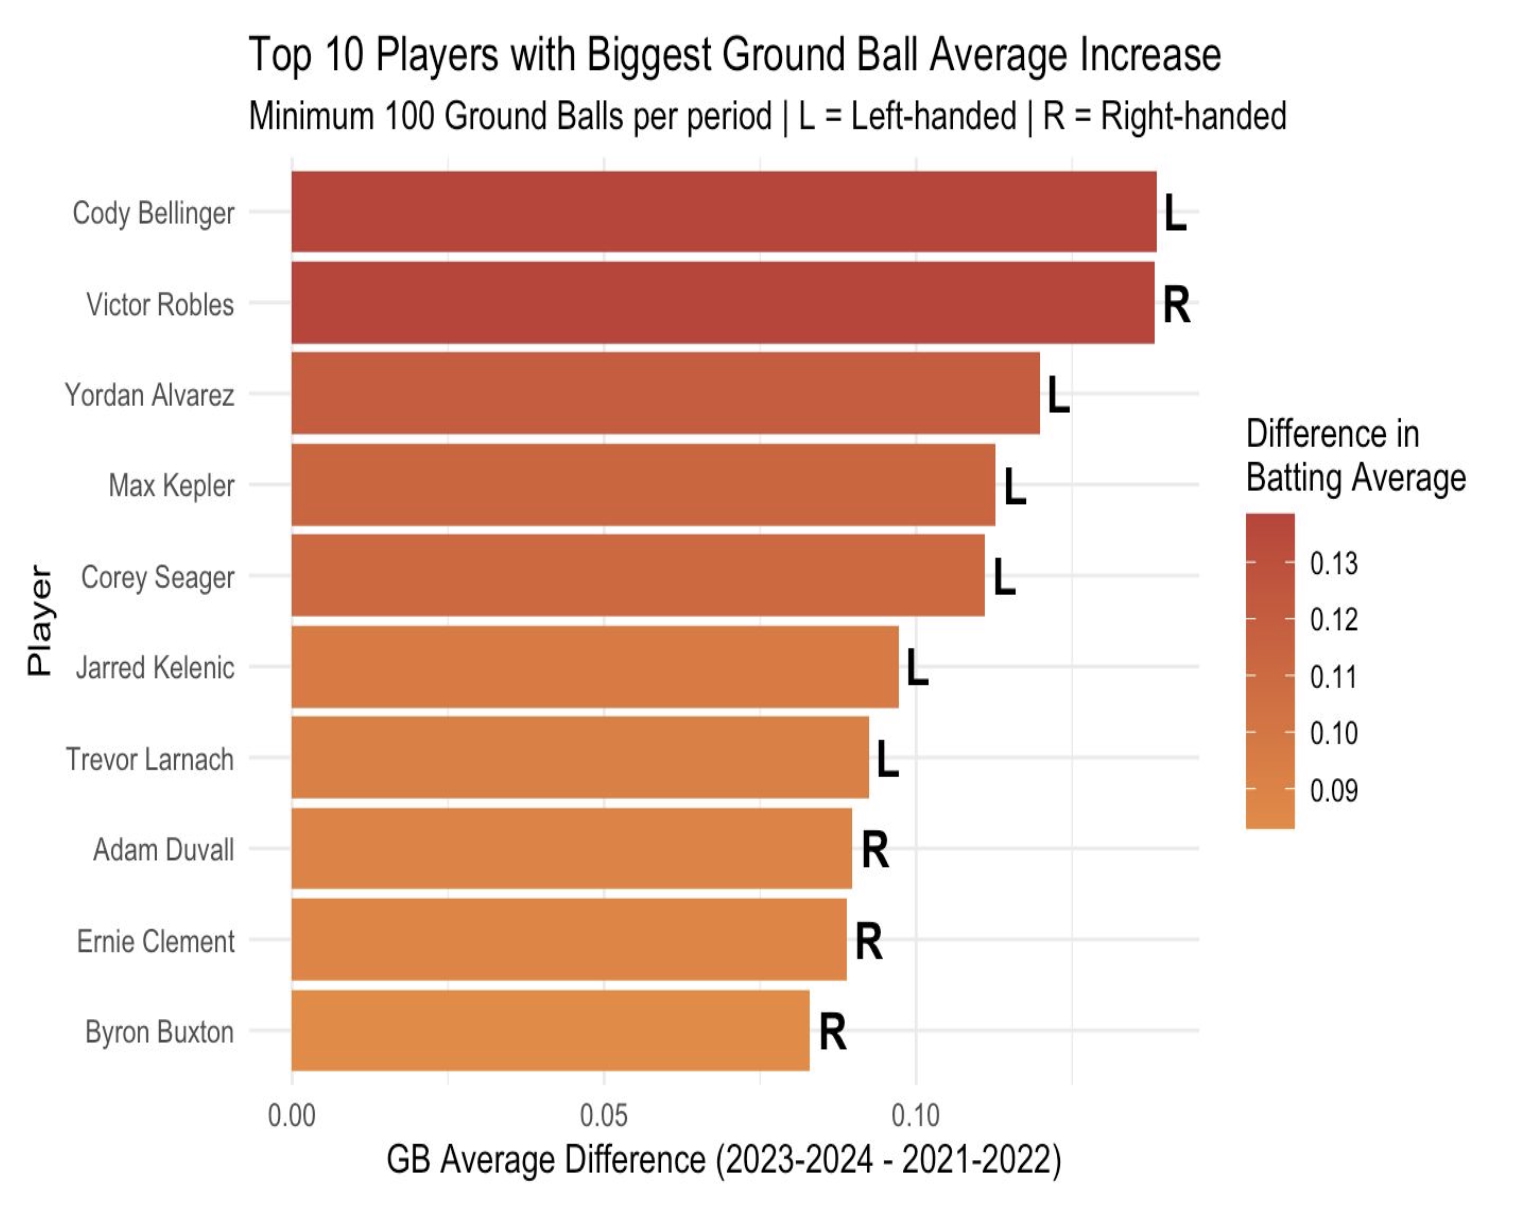 Top 10 Players with Biggest Ground Ball Average Increase
Minimum 100 Ground Balls per period | L = Left-handed | R = Right-handed
Player
Cody Bellinger
L
Victor Robles
R
Yordan Alvarez
L
Max Kepler
L
Corey Seager
L
Jarred Kelenic
L
Trevor Larnach
L
Adam Duvall
R
Ernie Clement
R
Byron Buxton
R
0.00
0.05
0.10
GB Average Difference (2023-2024 - 2021-2022)
Difference in
Batting Average
0.13
0.12
0.11
0.10
0.09